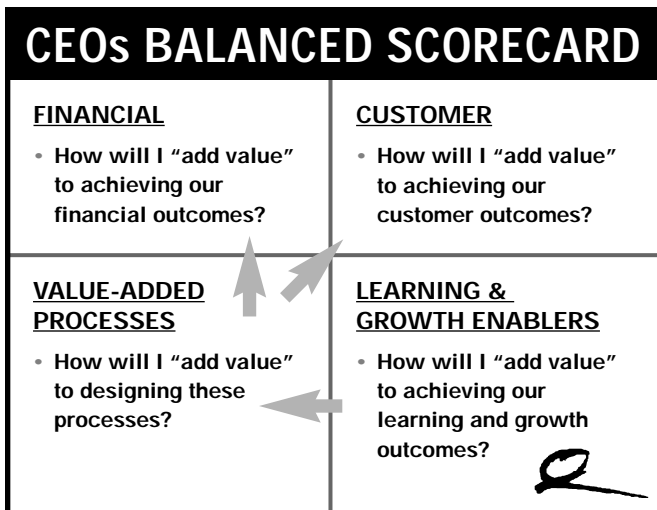 CEOs BALANCED SCORECARD
FINANCIAL
• How will I “add value”
to achieving our
financial outcomes?
CUSTOMER
• How will I “add value”
to achieving our
customer outcomes?
VALUE-ADDED
PROCESSES
• How will I “add value”
to designing these
processes?
LEARNING &
GROWTH ENABLERS
• How will I “add value”
to achieving our
learning and growth
outcomes?